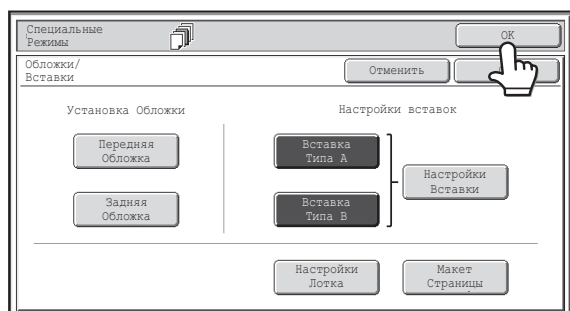 Специальные
Режимы
OK
Обложки/
Вставки
Отменить
Установка Обложки
Настройки вставок
Передняя
Обложка
Вставка
Типа A
Настройки
Вставки
Задняя
Обложка
Вставка
Типа B
Настройки
Лотка
Макет
Страницы